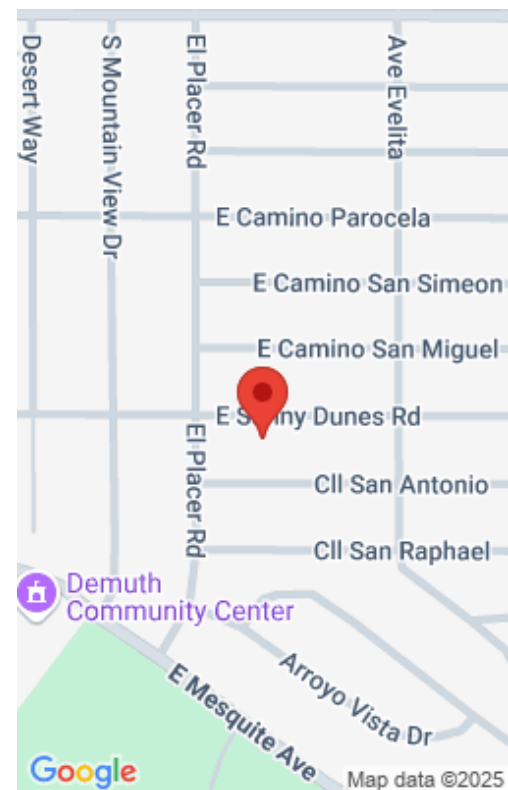 Desert Way
S Mountain View Dr
El Placer Rd
Ave Evelita
E Camino Parocela
E Camino San Simeon
E Camino San Miguel
E S nny Dunes Rd
El Placer Rd
Cll San Antonio
Cll San Raphael
Demuth
Community Center
Arroyo Vista Dr
E Mesquite Ave
Google
Map data ©2025